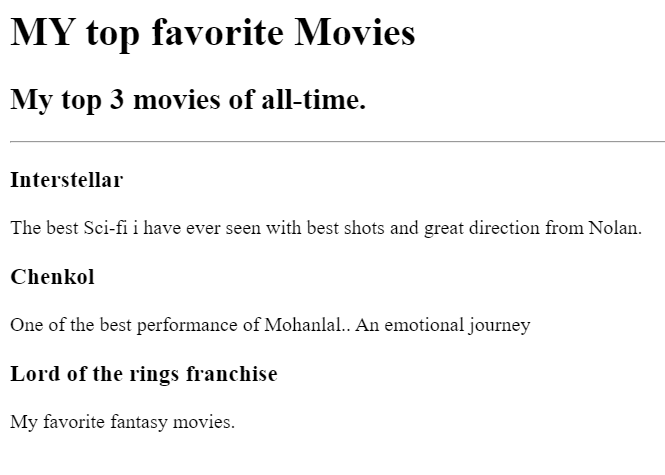 MY top favorite Movies
My top 3 movies of all-time.
Interstellar
The best Sci-fi i have ever seen with best shots and great direction from Nolan.
Chenkol
One of the best performance of Mohanlal.. An emotional journey
Lord of the rings franchise
My favorite fantasy movies.